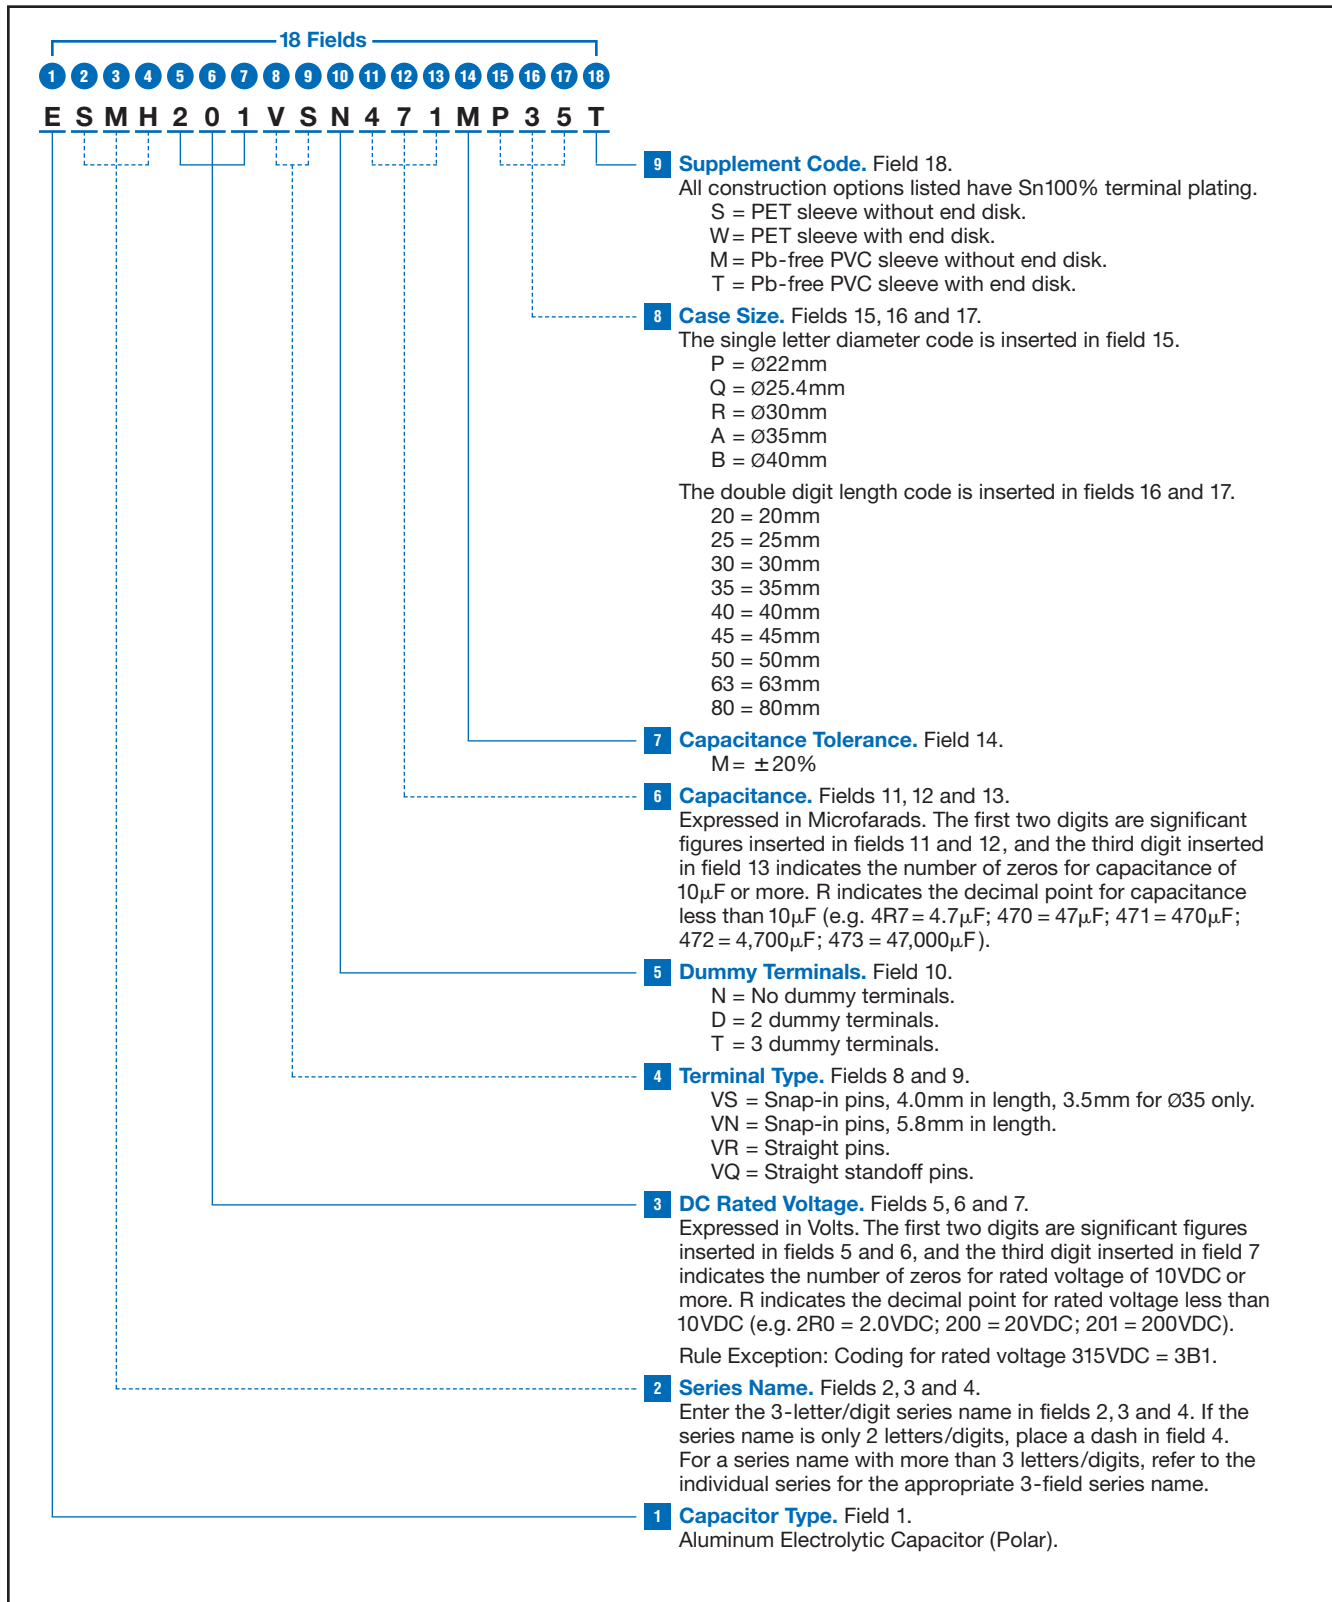 18 Fields
1 2 3 4 5 6 7 8 9 10 11 12 13 14 15 16 17 18
E S M H 2 0 1 V S N 4 7 1 M P 3 5 T
9 Supplement Code. Field 18.
All construction options listed have Sn100% terminal plating.
S = PET sleeve without end disk.
W = PET sleeve with end disk.
M = Pb-free PVC sleeve without end disk.
T = Pb-free PVC sleeve with end disk.
8 Case Size. Fields 15, 16 and 17.
The single letter diameter code is inserted in field 15.
P = Ø22mm
Q = Ø25.4mm
R = Ø30mm
A = Ø35mm
B = Ø40mm
The double digit length code is inserted in fields 16 and 17.
20 = 20mm
25 = 25mm
30 = 30mm
35 = 35mm
40 = 40mm
45 = 45mm
50 = 50mm
63 = 63mm
80 = 80mm
7 Capacitance Tolerance. Field 14.
M = ±20%
6 Capacitance. Fields 11, 12 and 13.
Expressed in Microfarads. The first two digits are significant
figures inserted in fields 11 and 12, and the third digit inserted
in field 13 indicates the number of zeros for capacitance of
10µF or more. R indicates the decimal point for capacitance
less than 10µF (e.g. 4R7 = 4.7µF; 470 = 47µF; 471 = 470µF;
472 = 4,700µF; 473 = 47,000µF).
5 Dummy Terminals. Field 10.
N = No dummy terminals.
D = 2 dummy terminals.
T = 3 dummy terminals.
4 Terminal Type. Fields 8 and 9.
VS = Snap-in pins, 4.0mm in length, 3.5mm for Ø35 only.
VN = Snap-in pins, 5.8mm in length.
VR = Straight pins.
VQ = Straight standoff pins.
3 DC Rated Voltage. Fields 5, 6 and 7.
Expressed in Volts. The first two digits are significant figures
inserted in fields 5 and 6, and the third digit inserted in field 7
indicates the number of zeros for rated voltage of 10VDC or
more. R indicates the decimal point for rated voltage less than
10VDC (e.g. 2R0 = 2.0VDC; 200 = 20VDC; 201 = 200VDC).
Rule Exception: Coding for rated voltage 315VDC = 3B1.
2 Series Name. Fields 2, 3 and 4.
Enter the 3-letter/digit series name in fields 2, 3 and 4. If the
series name is only 2 letters/digits, place a dash in field 4.
For a series name with more than 3 letters/digits, refer to the
individual series for the appropriate 3-field series name.
1 Capacitor Type. Field 1.
Aluminum Electrolytic Capacitor (Polar).